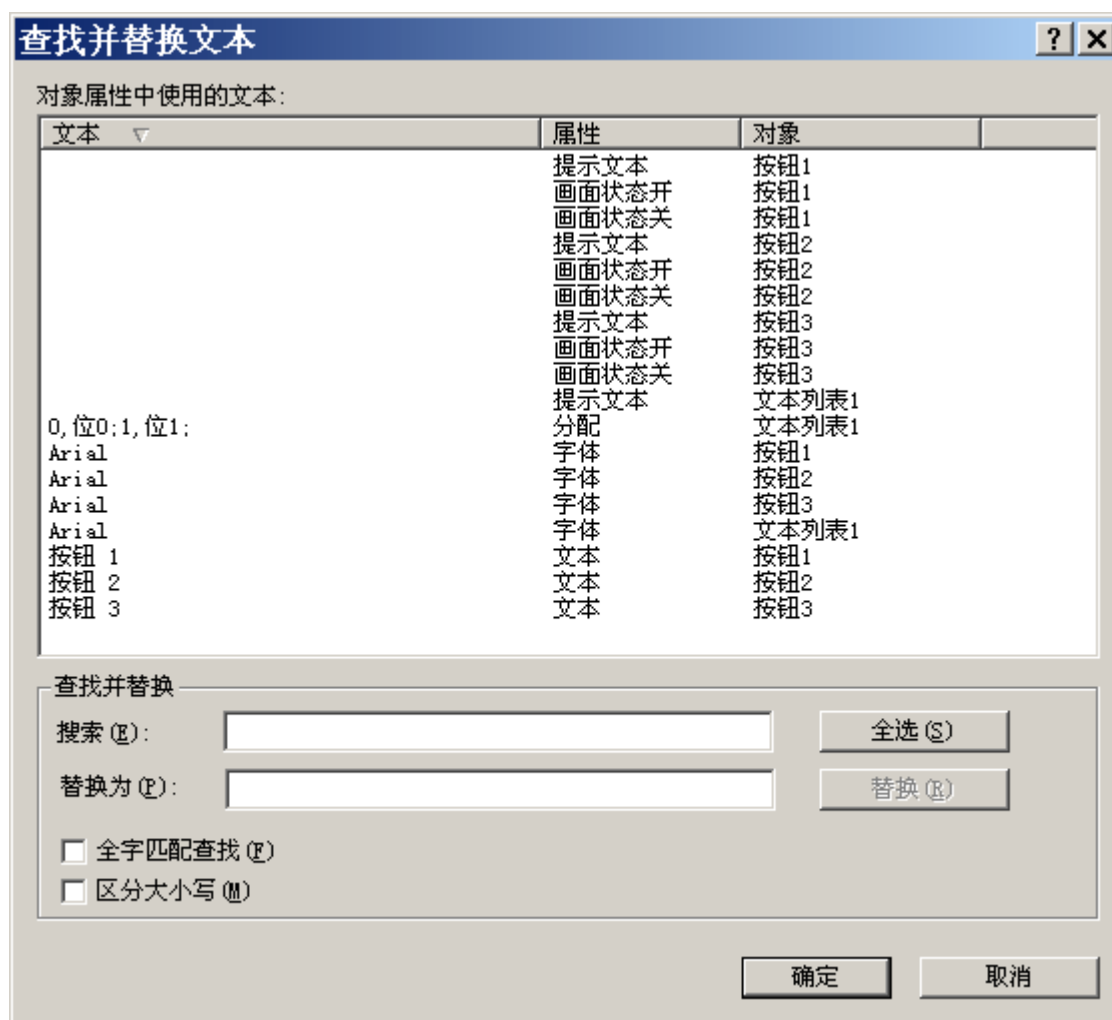 查找并替换文本
对象属性中使用的文本:
文本 属性 对象
提示文本 按钮1
画面状态开 按钮1
画面状态关 按钮1
提示文本 按钮2
画面状态开 按钮2
画面状态关 按钮2
提示文本 按钮3
画面状态开 按钮3
画面状态关 按钮3
提示文本 文本列表1
0,位0;1,位1; 分配 文本列表1
Arial 字体 按钮1
Arial 字体 按钮2
Arial 字体 按钮3
Arial 字体 文本列表1
按钮 1 文本 按钮1
按钮 2 文本 按钮2
按钮 3 文本 按钮3
查找并替换
搜索(E): 全选(S)
替换为(P): 替换(R)
全字匹配查找(F)
区分大小写(M)
确定 取消